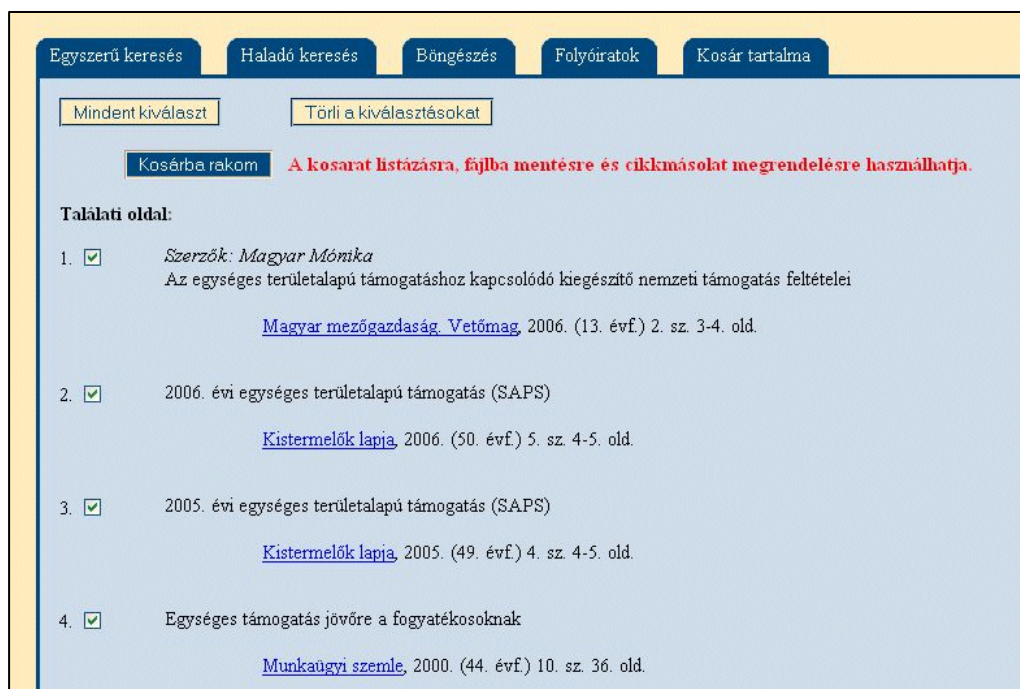 Egyszerű keresés Haladó keresés Böngészés Folyóiratok Kosár tartalma
Mindent kiválaszt Törli a kiválasztásokat
Kosárba rakom A kosarat listázásra, fájlba mentésre és cikkmásolat megrendelésre használhatja.
Találati oldal:
1. Szerzők: Magyar Mónika
Az egységes területalapú támogatáshoz kapcsolódó kiegészítő nemzeti támogatás feltételei
Magyar mezőgazdaság. Vetőmag, 2006. (13. évf.) 2. sz. 3-4. old.
2. 2006. évi egységes területalapú támogatás (SAPS)
Kistermelők lapja, 2006. (50. évf.) 5. sz. 4-5. old.
3. 2005. évi egységes területalapú támogatás (SAPS)
Kistermelők lapja, 2005. (49. évf.) 4. sz. 4-5. old.
4. Egységes támogatás jövőre a fogyatékosoknak
Munkaügyi szemle, 2000. (44. évf.) 10. sz. 36. old.